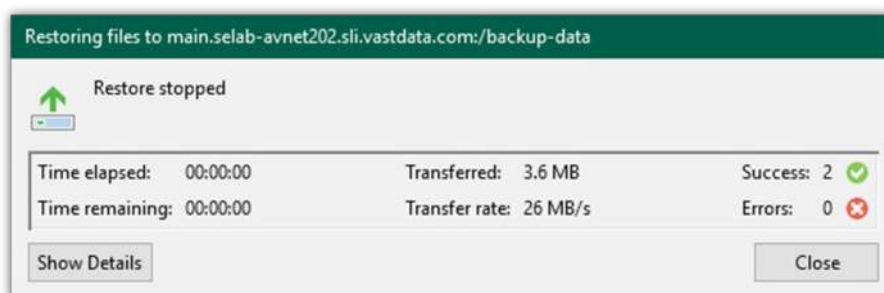 Restoring files to main.selab-avnet202.sli.vastdata.com:/backup-data
Restore stopped
Time elapsed: 00:00:00 Transferred: 3.6 MB Success: 2
Time remaining: 00:00:00 Transfer rate: 26 MB/s Errors: 0
Show Details Close